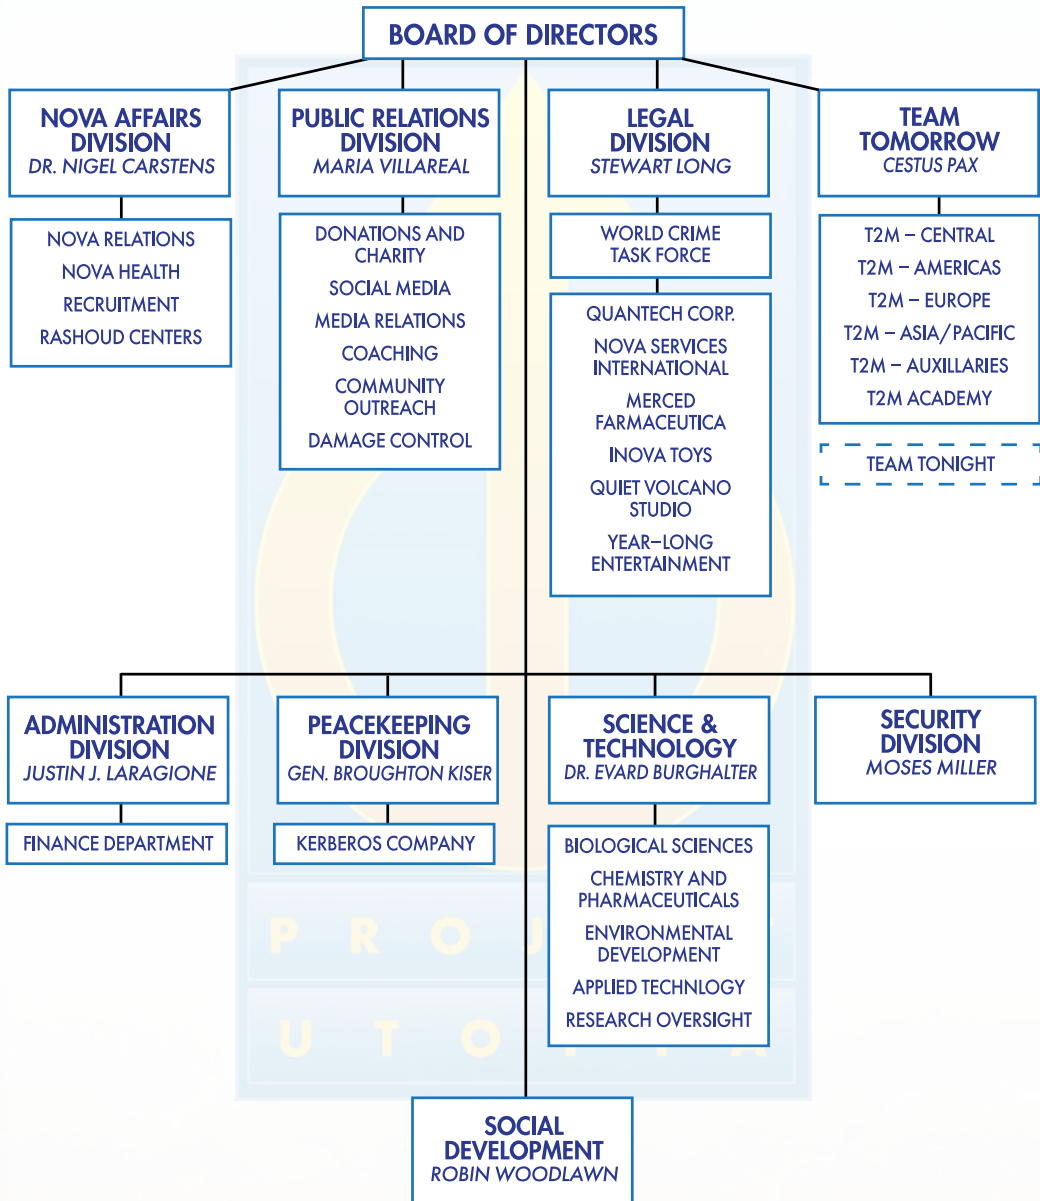 BOARD OF DIRECTORS
NOVA AFFAIRS
DIVISION
DR. NIGEL CARSTENS
PUBLIC RELATIONS
DIVISION
MARIA VILLAREAL
LEGAL
DIVISION
STEWART LONG
TEAM
TOMORROW
CESTUS PAX
NOVA RELATIONS
NOVA HEALTH
RECRUITMENT
RASHOUD CENTERS
DONATIONS AND
CHARITY
SOCIAL MEDIA
MEDIA RELATIONS
COACHING
COMMUNITY
OUTREACH
DAMAGE CONTROL
WORLD CRIME
TASK FORCE
QUANTECH CORP.
NOVA SERVICES
INTERNATIONAL
MERCED
FARMACEUTICA
INOVA TOYS
QUIET VOLCANO
STUDIO
YEAR–LONG
ENTERTAINMENT
T2M – CENTRAL
T2M – AMERICAS
T2M – EUROPE
T2M – ASIA/PACIFIC
T2M – AUXILLARIES
T2M ACADEMY
TEAM TONIGHT
ADMINISTRATION
DIVISION
JUSTIN J. LARAGIONE
PEACEKEEPING
DIVISION
GEN. BROUGHTON KISER
SCIENCE &
TECHNOLOGY
DR. EVARD BURGHALTER
SECURITY
DIVISION
MOSES MILLER
FINANCE DEPARTMENT
KERBEROS COMPANY
BIOLOGICAL SCIENCES
CHEMISTRY AND
PHARMACEUTICALS
ENVIRONMENTAL
DEVELOPMENT
APPLIED TECHNLOGY
RESEARCH OVERSIGHT
SOCIAL
DEVELOPMENT
ROBIN WOODLAWN